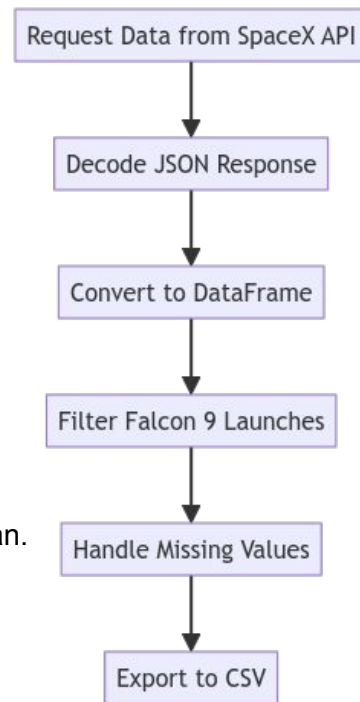 Request Data from SpaceX API
Decode JSON Response
Convert to DataFrame
Filter Falcon 9 Launches
an.
Handle Missing Values
Export to CSV